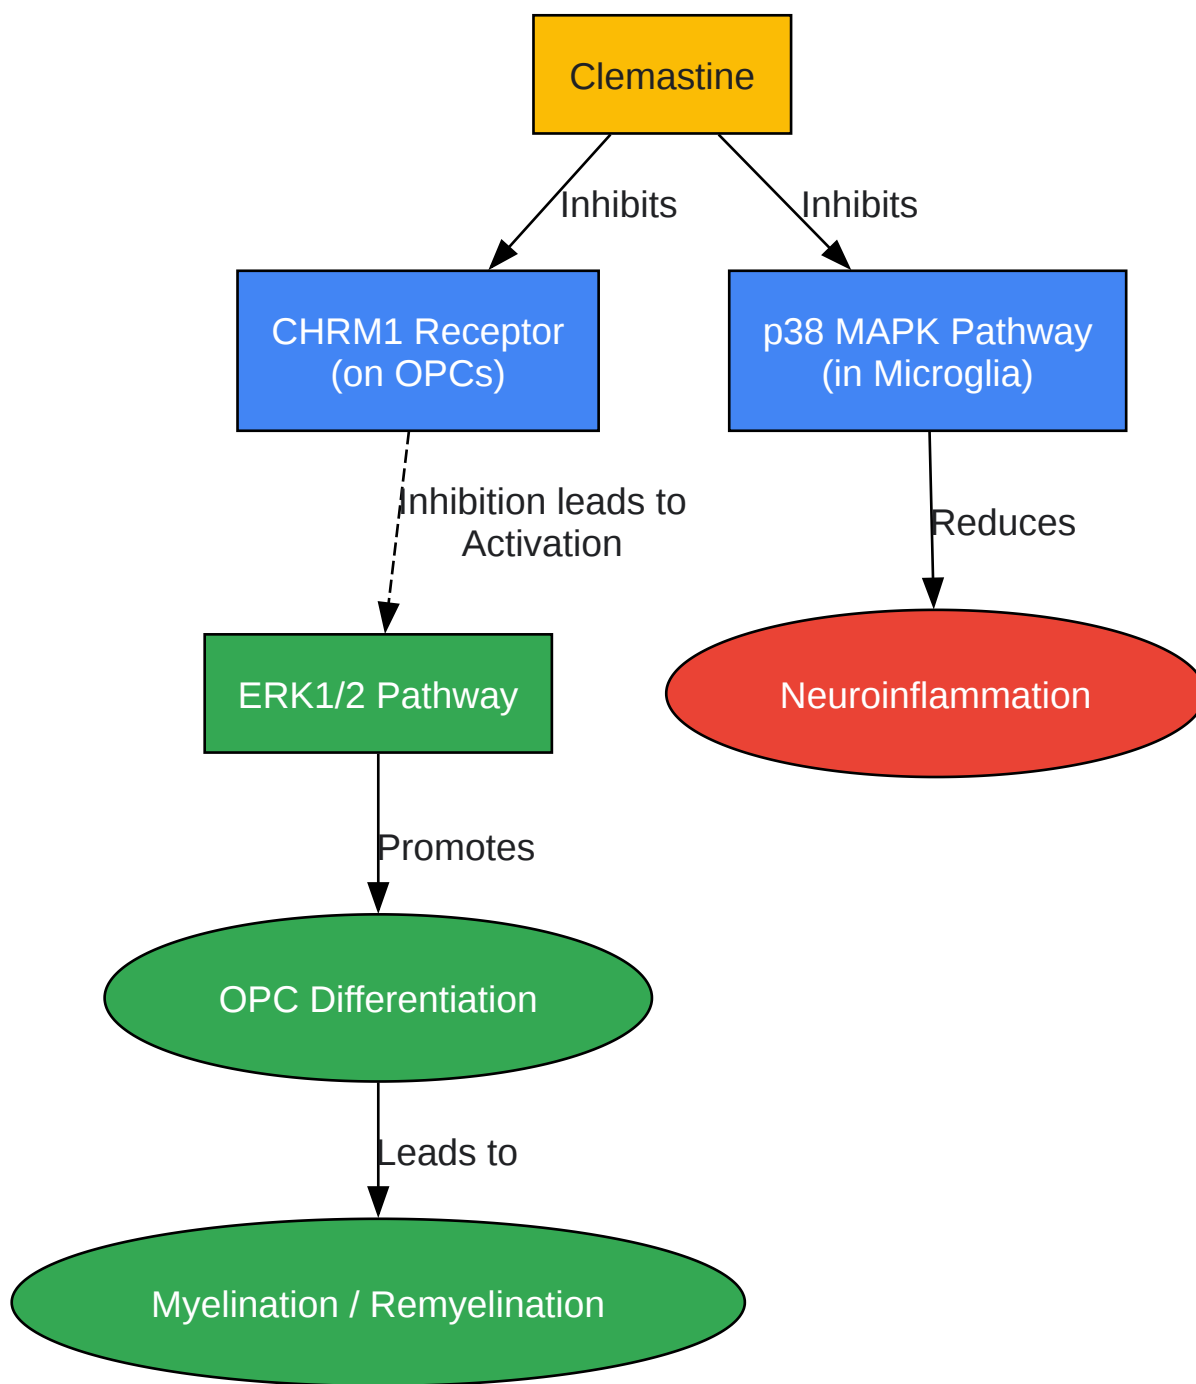 Clemastine
Inhibits
Inhibits
CHRM1 Receptor
(on OPCs)
p38 MAPK Pathway
(in Microglia)
Inhibition leads to
Activation
Reduces
ERK1/2 Pathway
Neuroinflammation
Promotes
OPC Differentiation
Leads to
Myelination / Remyelination